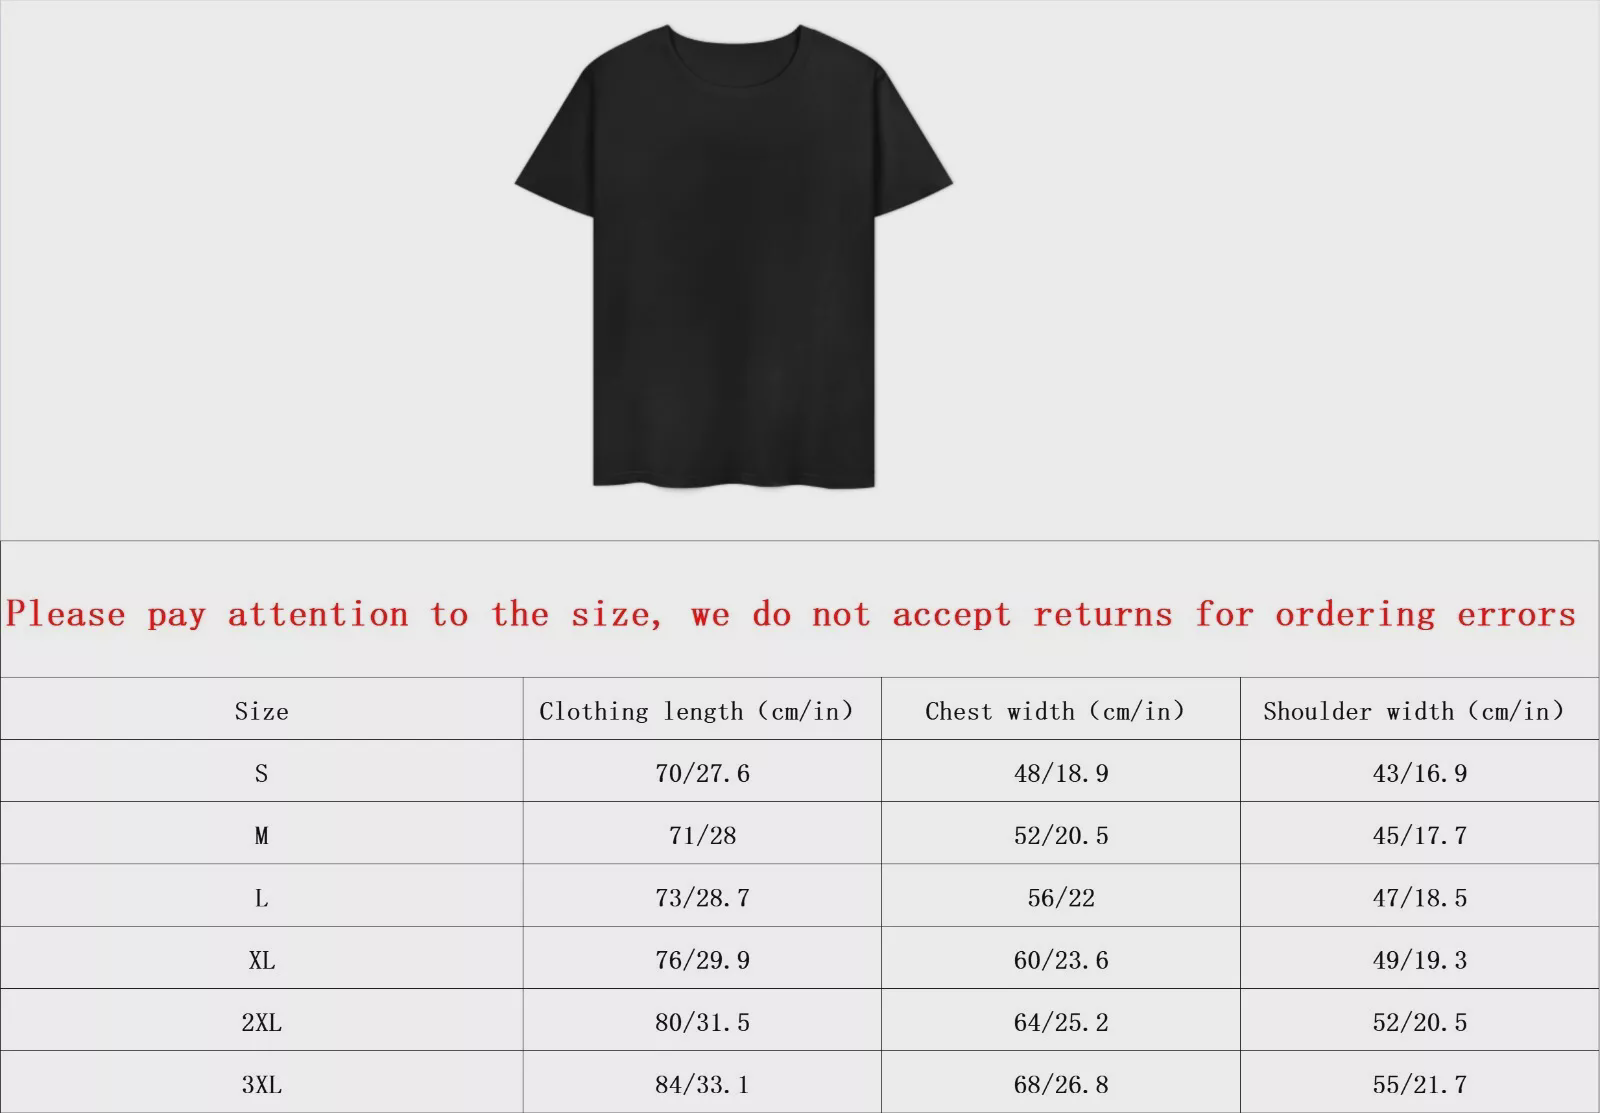 Please pay attention to the size, we do not accept returns for ordering errors
Size Clothing length（cm/in） Chest width（cm/in） Shoulder width（cm/in）
S 70/27.6 48/18.9 43/16.9
M 71/28 52/20.5 45/17.7
L 73/28.7 56/22 47/18.5
XL 76/29.9 60/23.6 49/19.3
2XL 80/31.5 64/25.2 52/20.5
3XL 84/33.1 68/26.8 55/21.7